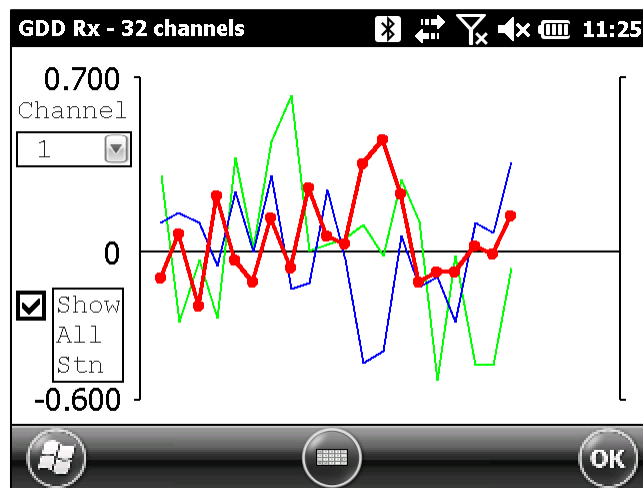 GDD Rx - 32 channels 11:25
0.700
Channel
1
0
Show
All
Stn
-0.600
OK